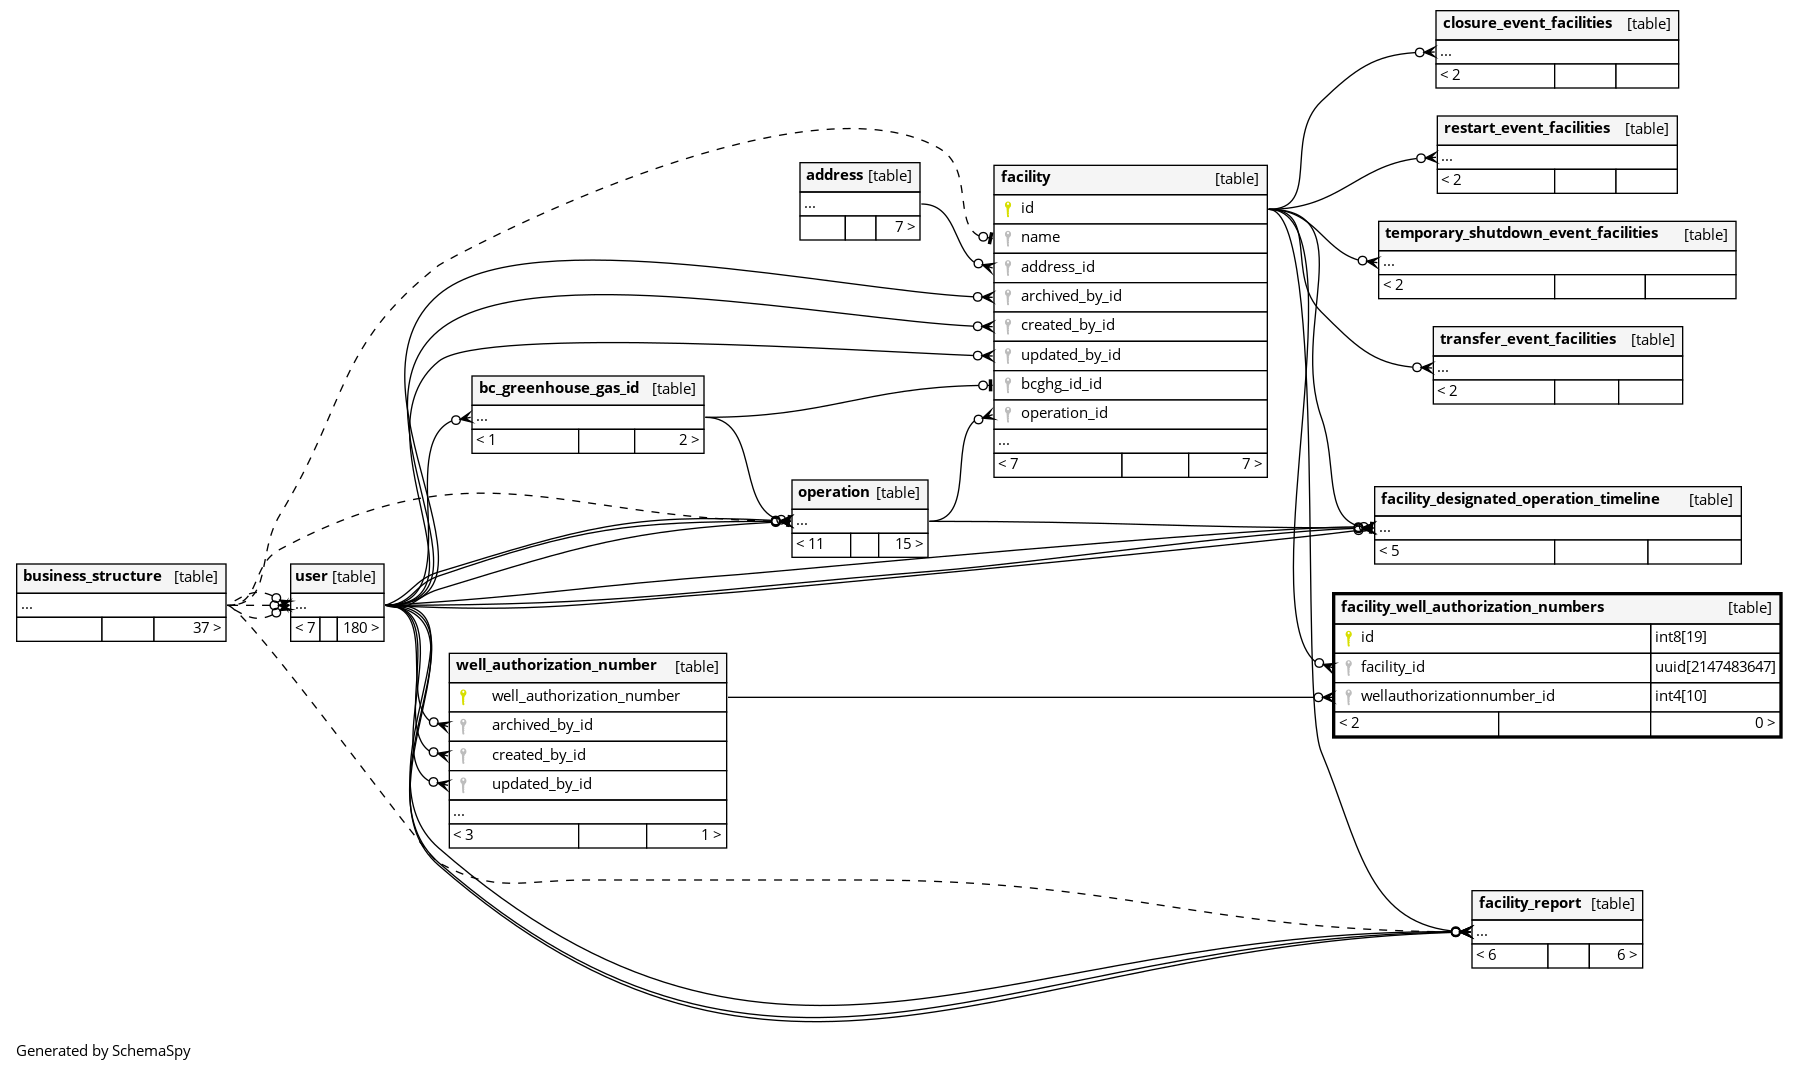 closure_event_facilities [table]
...
< 2
restart_event_facilities [table]
...
< 2
address [table]
...
7 >
facility [table]
id
name
address_id
archived_by_id
created_by_id
updated_by_id
bcghg_id_id
operation_id
...
< 7 7 >
temporary_shutdown_event_facilities [table]
...
< 2
transfer_event_facilities [table]
...
< 2
bc_greenhouse_gas_id [table]
...
< 1 2 >
operation [table]
...
< 11 15 >
facility_designated_operation_timeline [table]
...
< 5
business_structure [table]
...
37 >
user [table]
...
< 7 180 >
facility_well_authorization_numbers [table]
id int8[19]
facility_id uuid[2147483647]
wellauthorizationnumber_id int4[10]
< 2 0 >
well_authorization_number [table]
well_authorization_number
archived_by_id
created_by_id
updated_by_id
...
< 3 1 >
facility_report [table]
...
< 6 6 >
Generated by SchemaSpy